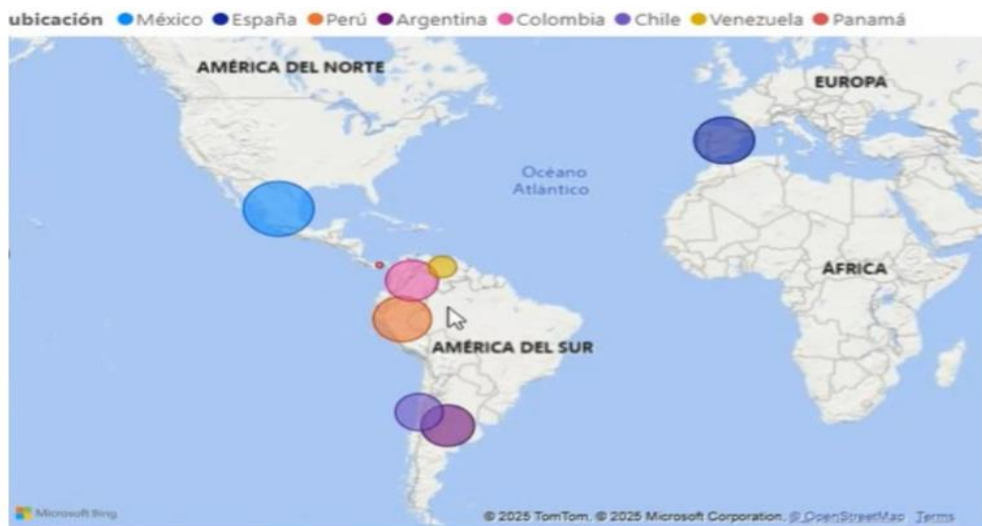 ubicación México España Perú Argentina Colombia Chile Venezuela Panamá
AMÉRICA DEL NORTE
EUROPA
Océano
Atlántico
ÁFRICA
AMÉRICA DEL SUR
Microsoft Bing
© 2025 TomTom, © 2025 Microsoft Corporation, © OpenStreetMap Terms